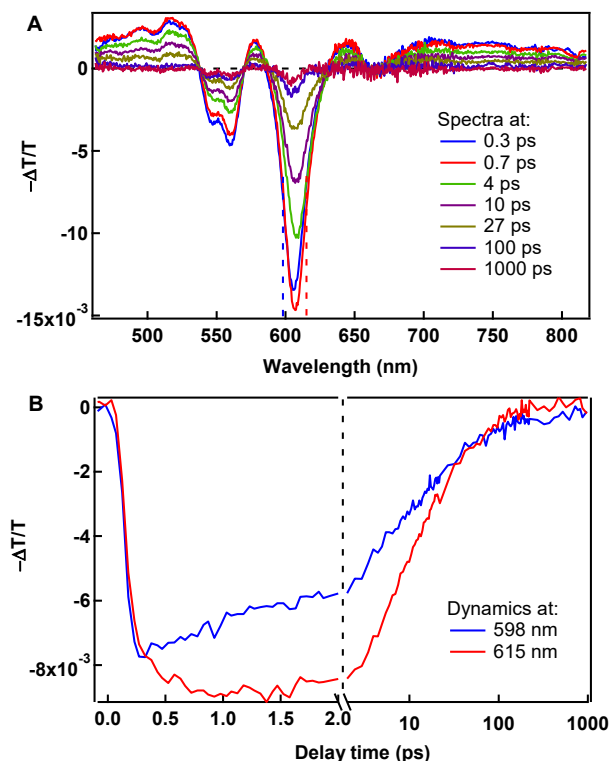 A
0
-5
-10
-15x10⁻³
−ΔT/T
Spectra at:
0.3 ps
0.7 ps
4 ps
10 ps
27 ps
100 ps
1000 ps
500 550 600 650 700 750 800
Wavelength (nm)
B
0
-2
-4
-6
-8x10⁻³
−ΔT/T
Dynamics at:
598 nm
615 nm
0.0 0.5 1.0 1.5 2.0 10 100 1000
Delay time (ps)